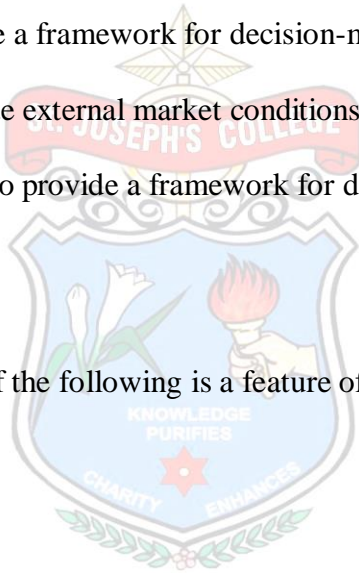 e a framework for decision-m
e external market conditions
ST. JOSEPH'S COLLEGE
o provide a framework for d
f the following is a feature of
KNOWLEDGE
PURIFIES
CHARITY
ENHANCES